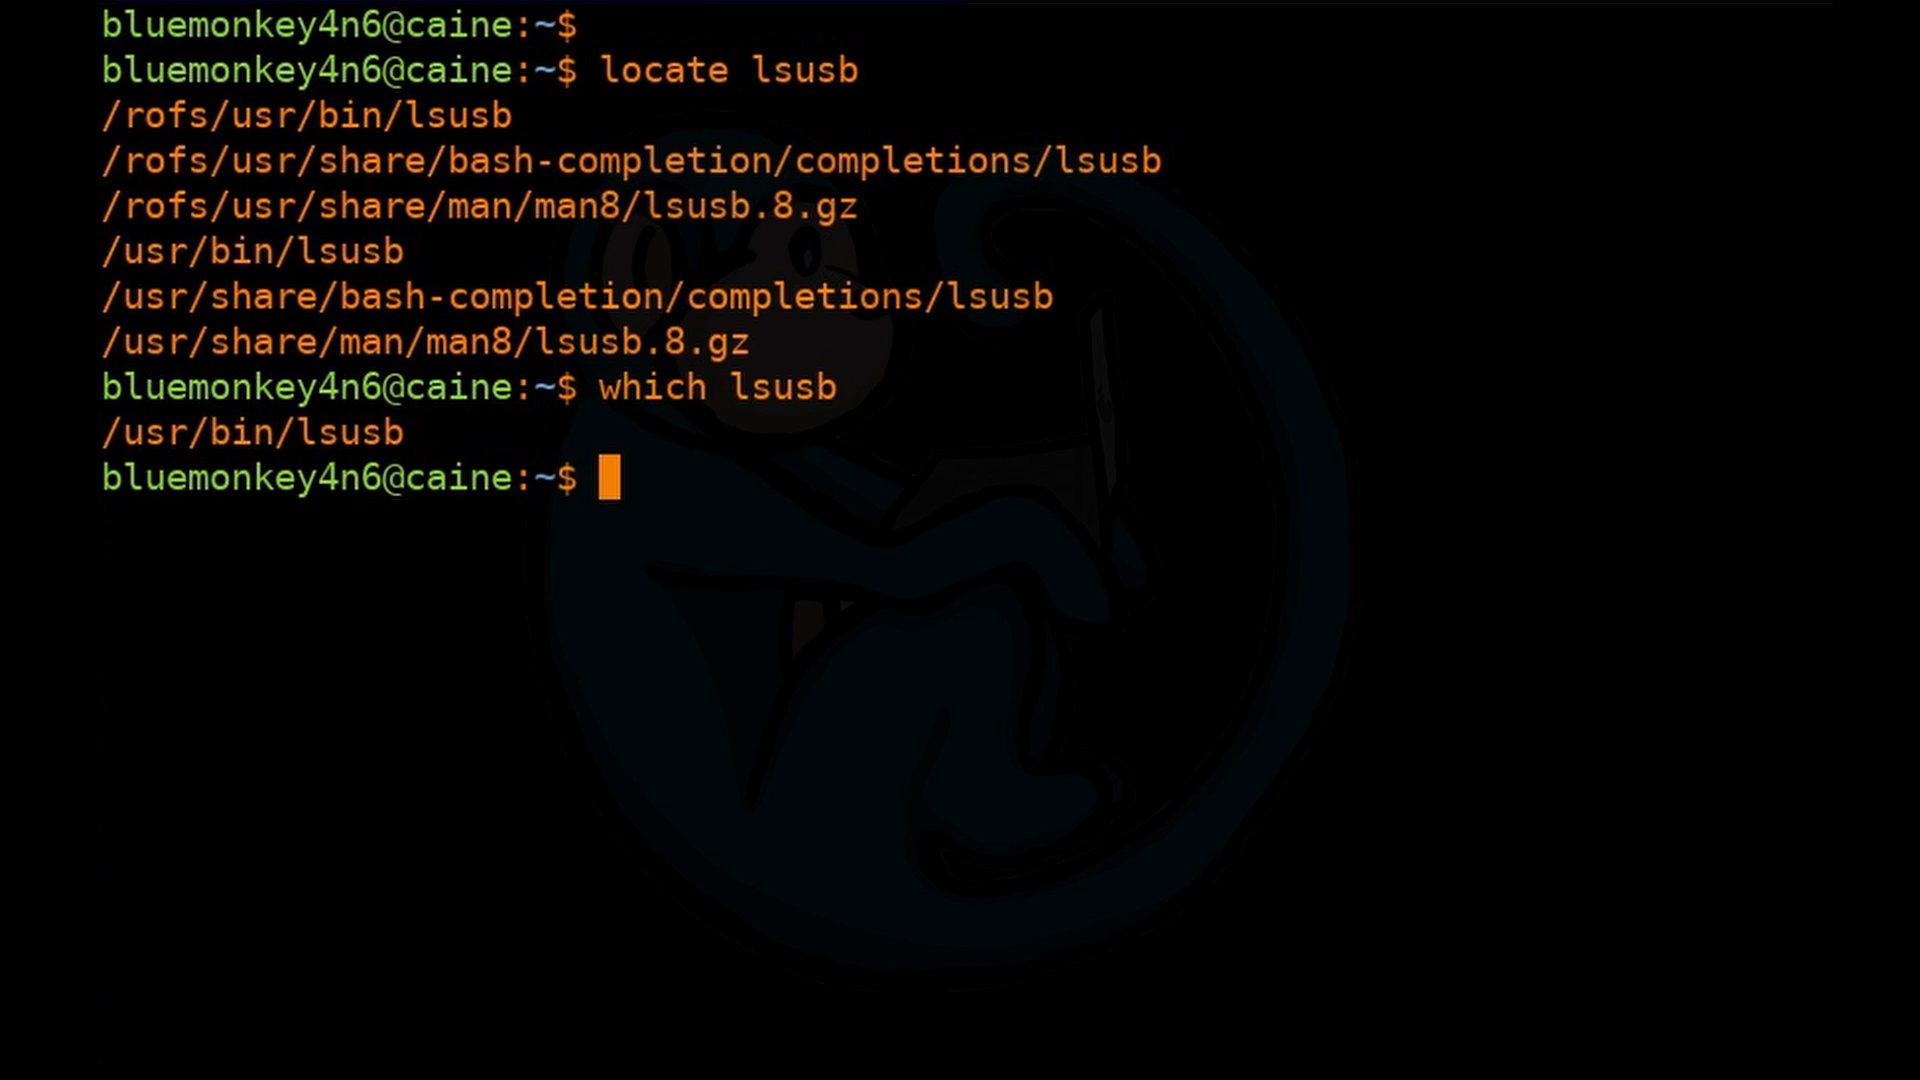 bluemonkey4n6@caine:~$
bluemonkey4n6@caine:~$ locate lsusb
/rofs/usr/bin/lsusb
/rofs/usr/share/bash-completion/completions/lsusb
/rofs/usr/share/man/man8/lsusb.8.gz
/usr/bin/lsusb
/usr/share/bash-completion/completions/lsusb
/usr/share/man/man8/lsusb.8.gz
bluemonkey4n6@caine:~$ which lsusb
/usr/bin/lsusb
bluemonkey4n6@caine:~$